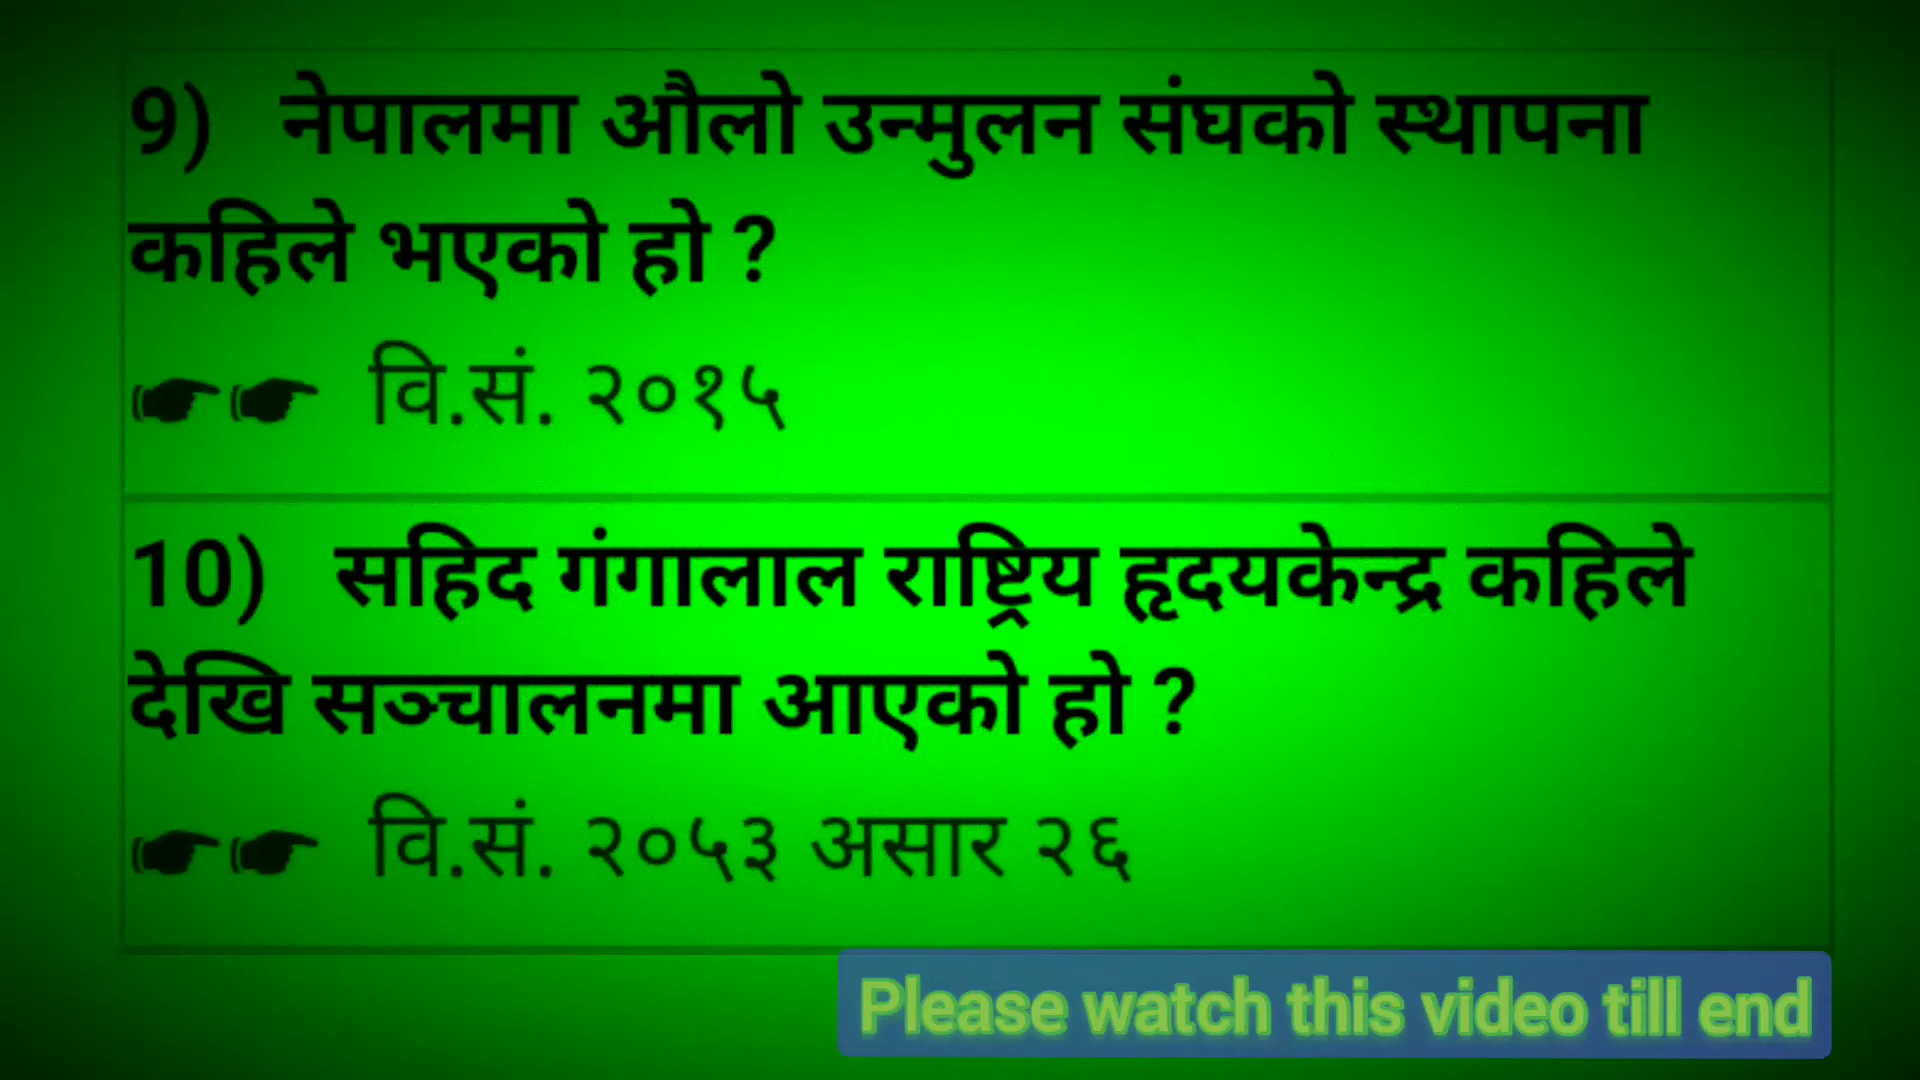 9) नेपालमा औलो उन्मुलन संघको स्थापना
कहिले भएको हो ?
☛☛ वि.सं. २०१५
10) सहिद गंगालाल राष्ट्रिय हृदयकेन्द्र कहिले
देखि सञ्चालनमा आएको हो ?
☛☛ वि.सं. २०५३ असार २६
Please watch this video till end